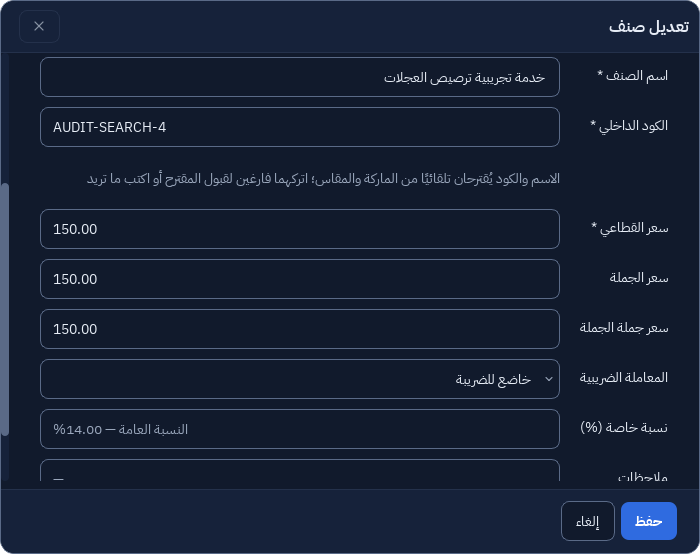 تعديل صنف
×
اسم الصنف *
خدمة تجريبية ترصيص العجلات
الكود الداخلي *
AUDIT-SEARCH-4
الاسم والكود يُقترحان تلقائيًا من الماركة والمقاس؛ اتركهما فارغين لقبول المقترح أو اكتب ما تريد
سعر القطاعي *
150.00
سعر الجملة
150.00
سعر جملة الجملة
150.00
المعاملة الضريبية
خاضع للضريبة
نسبة خاصة (%)
النسبة العامة — 14.00%
ملاحظات
—
حفظ
إلغاء